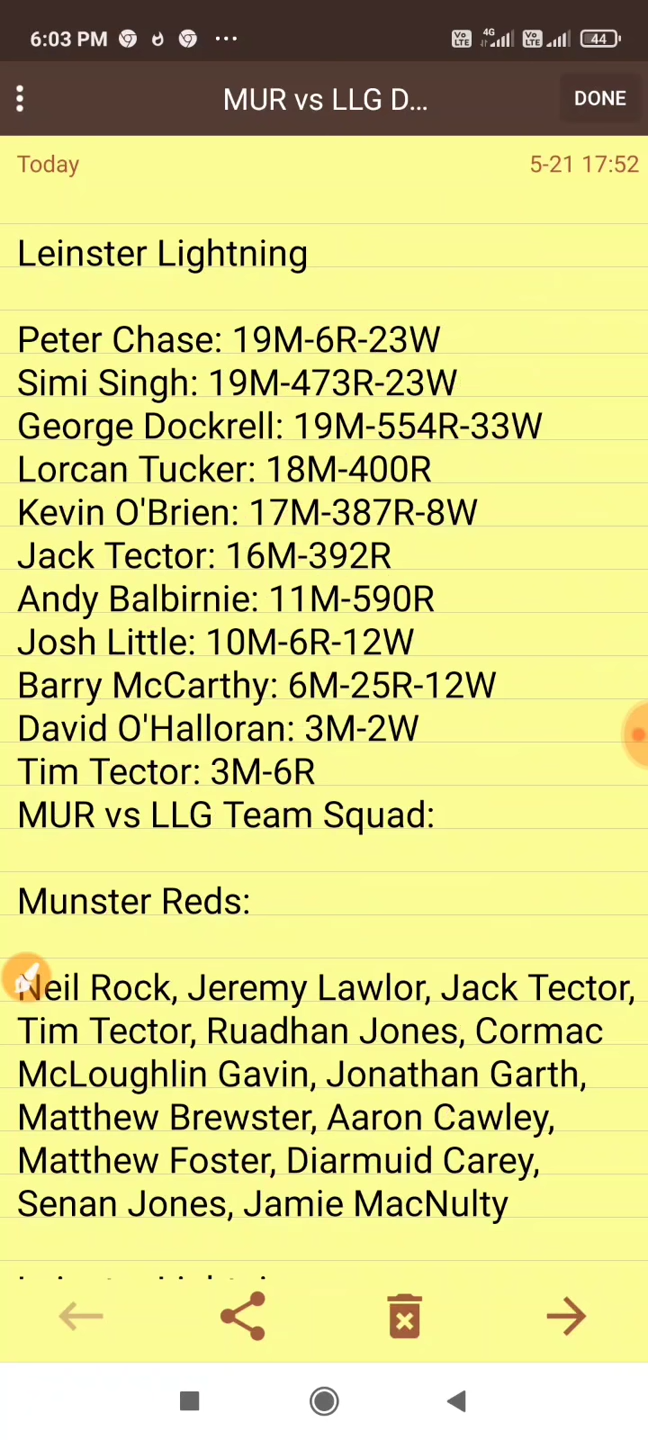 6:03 PM ...
Vo LTE 4G Vo LTE 44
MUR vs LLG D...
DONE
Today
5-21 17:52
Leinster Lightning
Peter Chase: 19M-6R-23W
Simi Singh: 19M-473R-23W
George Dockrell: 19M-554R-33W
Lorcan Tucker: 18M-400R
Kevin O'Brien: 17M-387R-8W
Jack Tector: 16M-392R
Andy Balbirnie: 11M-590R
Josh Little: 10M-6R-12W
Barry McCarthy: 6M-25R-12W
David O'Halloran: 3M-2W
Tim Tector: 3M-6R
MUR vs LLG Team Squad:
Munster Reds:
Neil Rock, Jeremy Lawlor, Jack Tector,
Tim Tector, Ruadhan Jones, Cormac
McLoughlin Gavin, Jonathan Garth,
Matthew Brewster, Aaron Cawley,
Matthew Foster, Diarmuid Carey,
Senan Jones, Jamie MacNulty